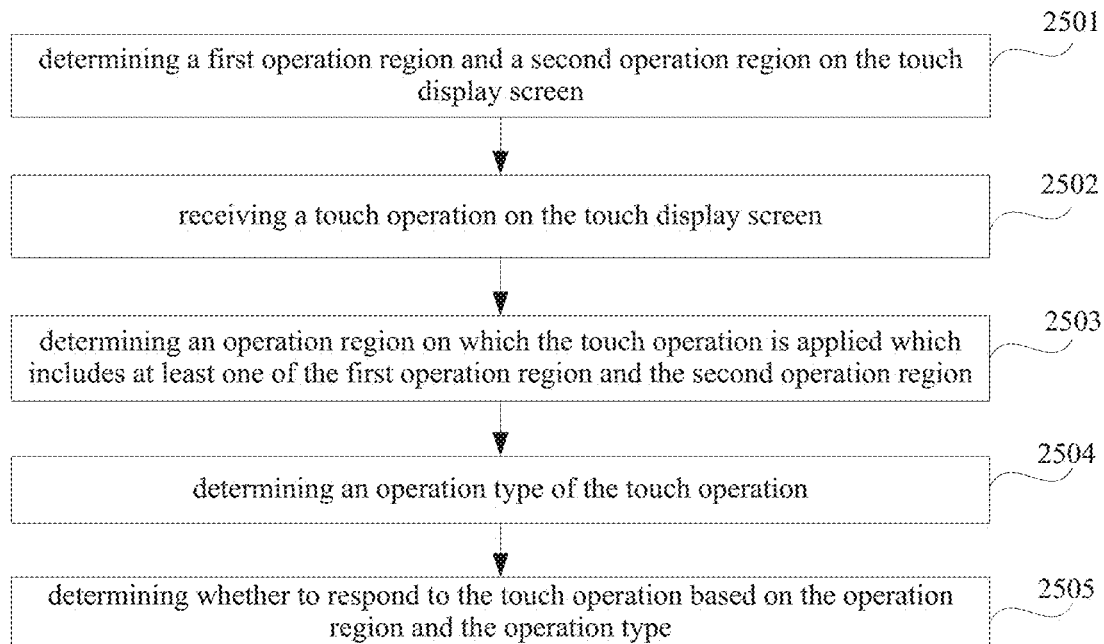 2501
determining a first operation region and a second operation region on the touch
display screen
2502
receiving a touch operation on the touch display screen
2503
determining an operation region on which the touch operation is applied which
includes at least one of the first operation region and the second operation region
2504
determining an operation type of the touch operation
2505
determining whether to respond to the touch operation based on the operation
region and the operation type